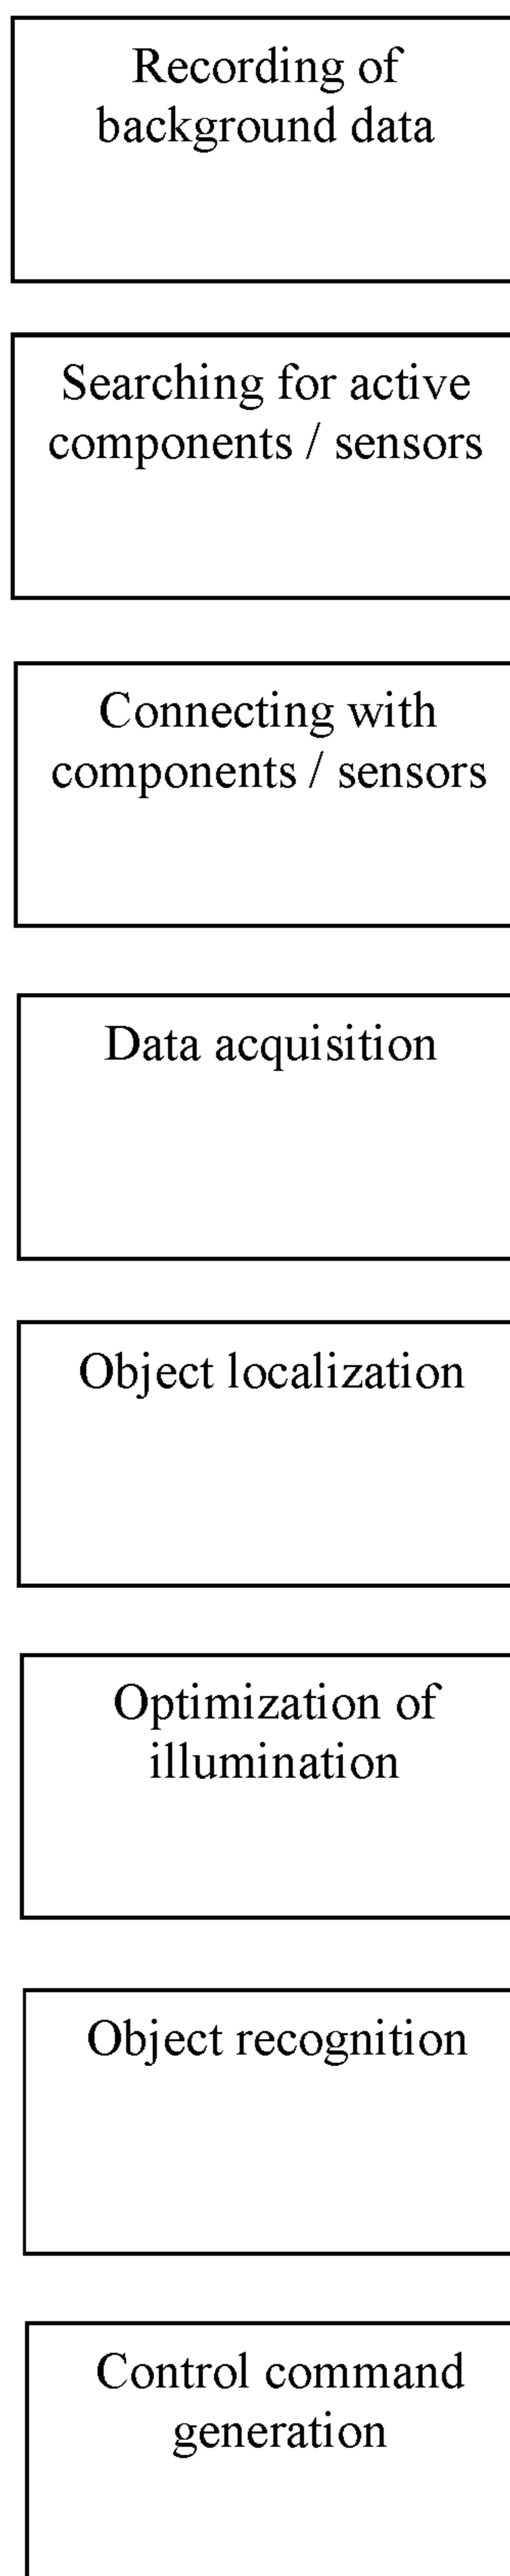 Recording of
background data
Searching for active
components / sensors
Connecting with
components / sensors
Data acquisition
Object localization
Optimization of
illumination
Object recognition
Control command
generation